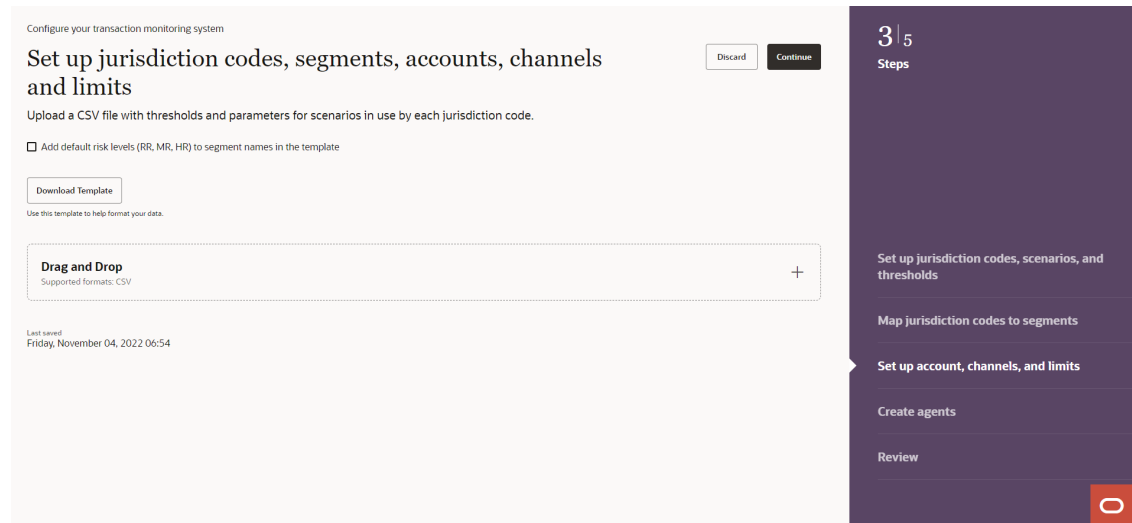 Configure your transaction monitoring system
Set up jurisdiction codes, segments, accounts, channels
and limits
Discard
Continue
Upload a CSV file with thresholds and parameters for scenarios in use by each jurisdiction code.
Add default risk levels (RR, MR, HR) to segment names in the template
Download Template
Use this template to help format your data.
Drag and Drop
Supported formats: CSV
Last saved
Friday, November 04, 2022 06:54
3|5
Steps
Set up jurisdiction codes, scenarios, and
thresholds
Map jurisdiction codes to segments
Set up account, channels, and limits
Create agents
Review